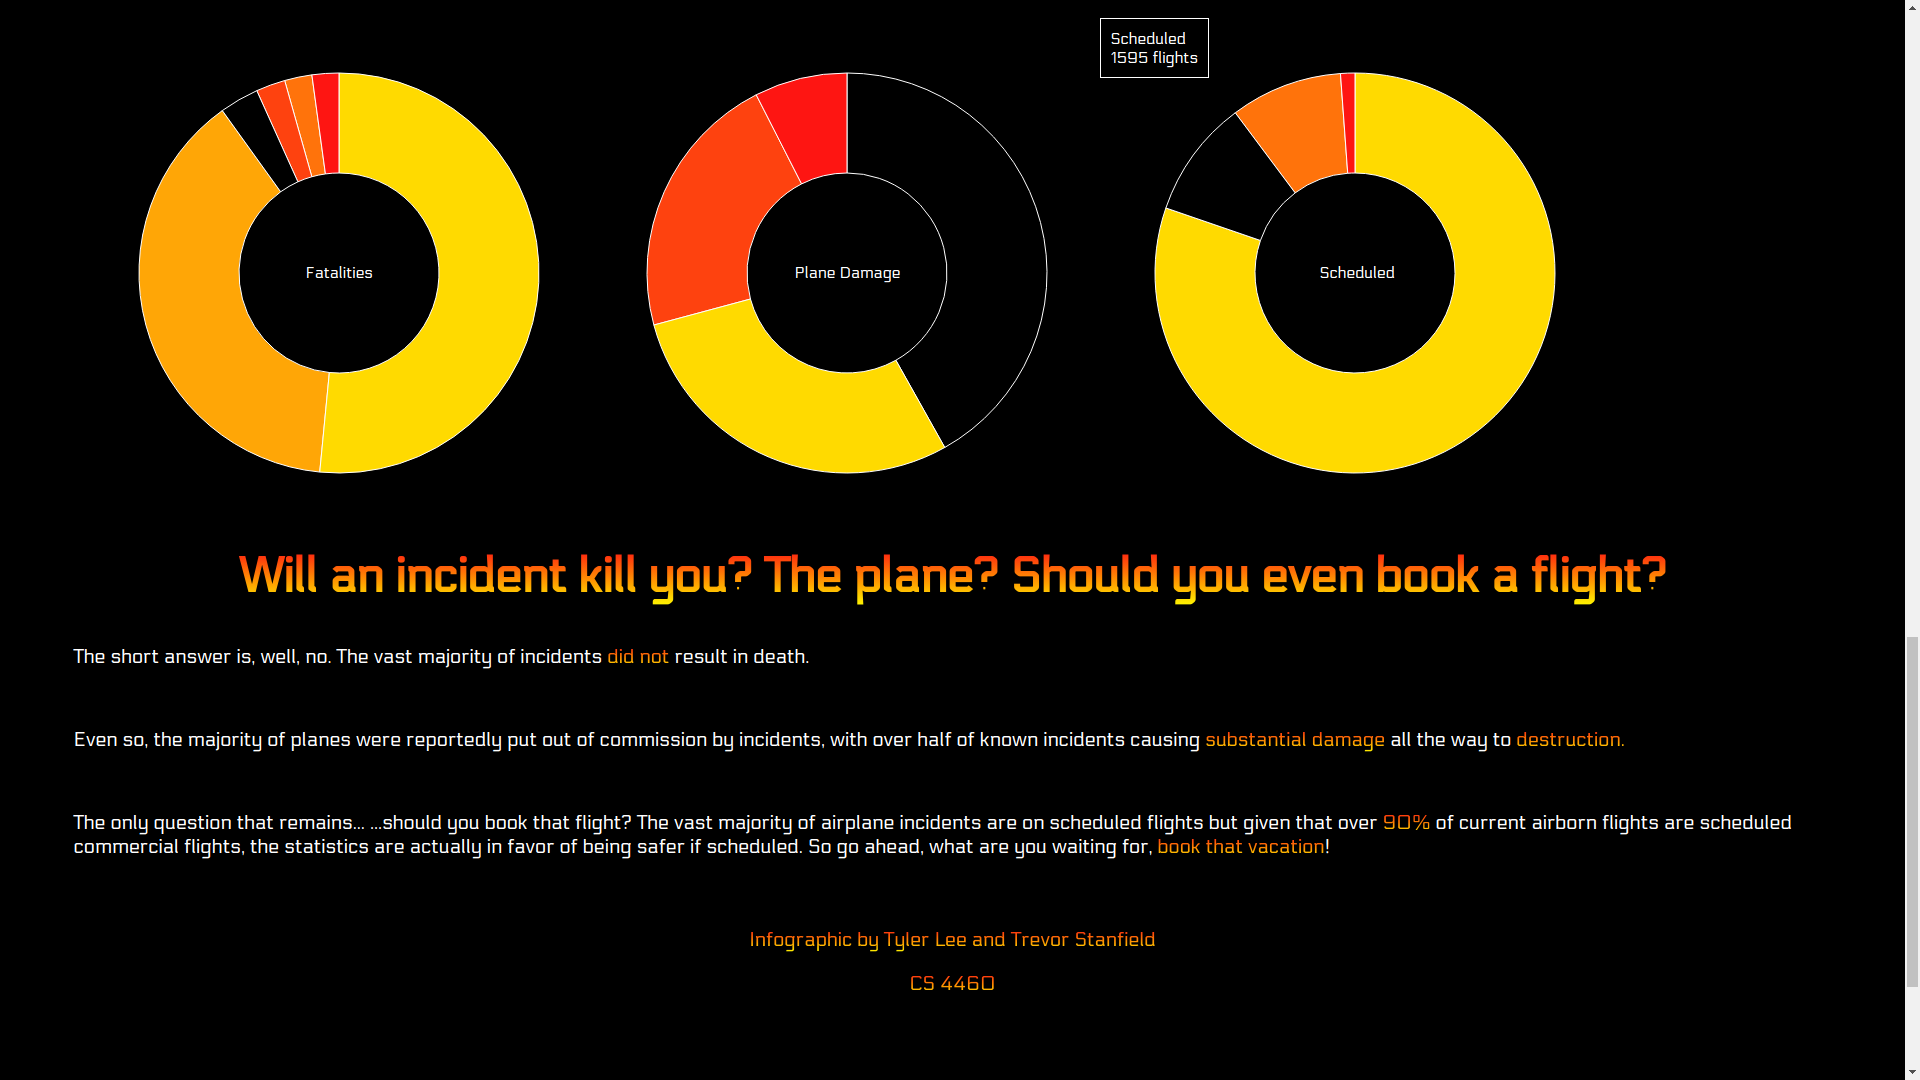 Scheduled
1595 flights
Fatalities
Plane Damage
Scheduled
Will an incident kill you? The plane? Should you even book a flight?
The short answer is, well, no. The vast majority of incidents did not result in death.
Even so, the majority of planes were reportedly put out of commission by incidents, with over half of known incidents causing substantial damage all the way to destruction.
The only question that remains... ...should you book that flight? The vast majority of airplane incidents are on scheduled flights but given that over 90% of current airborn flights are scheduled
commercial flights, the statistics are actually in favor of being safer if scheduled. So go ahead, what are you waiting for, book that vacation!
Infographic by Tyler Lee and Trevor Stanfield
CS 4460